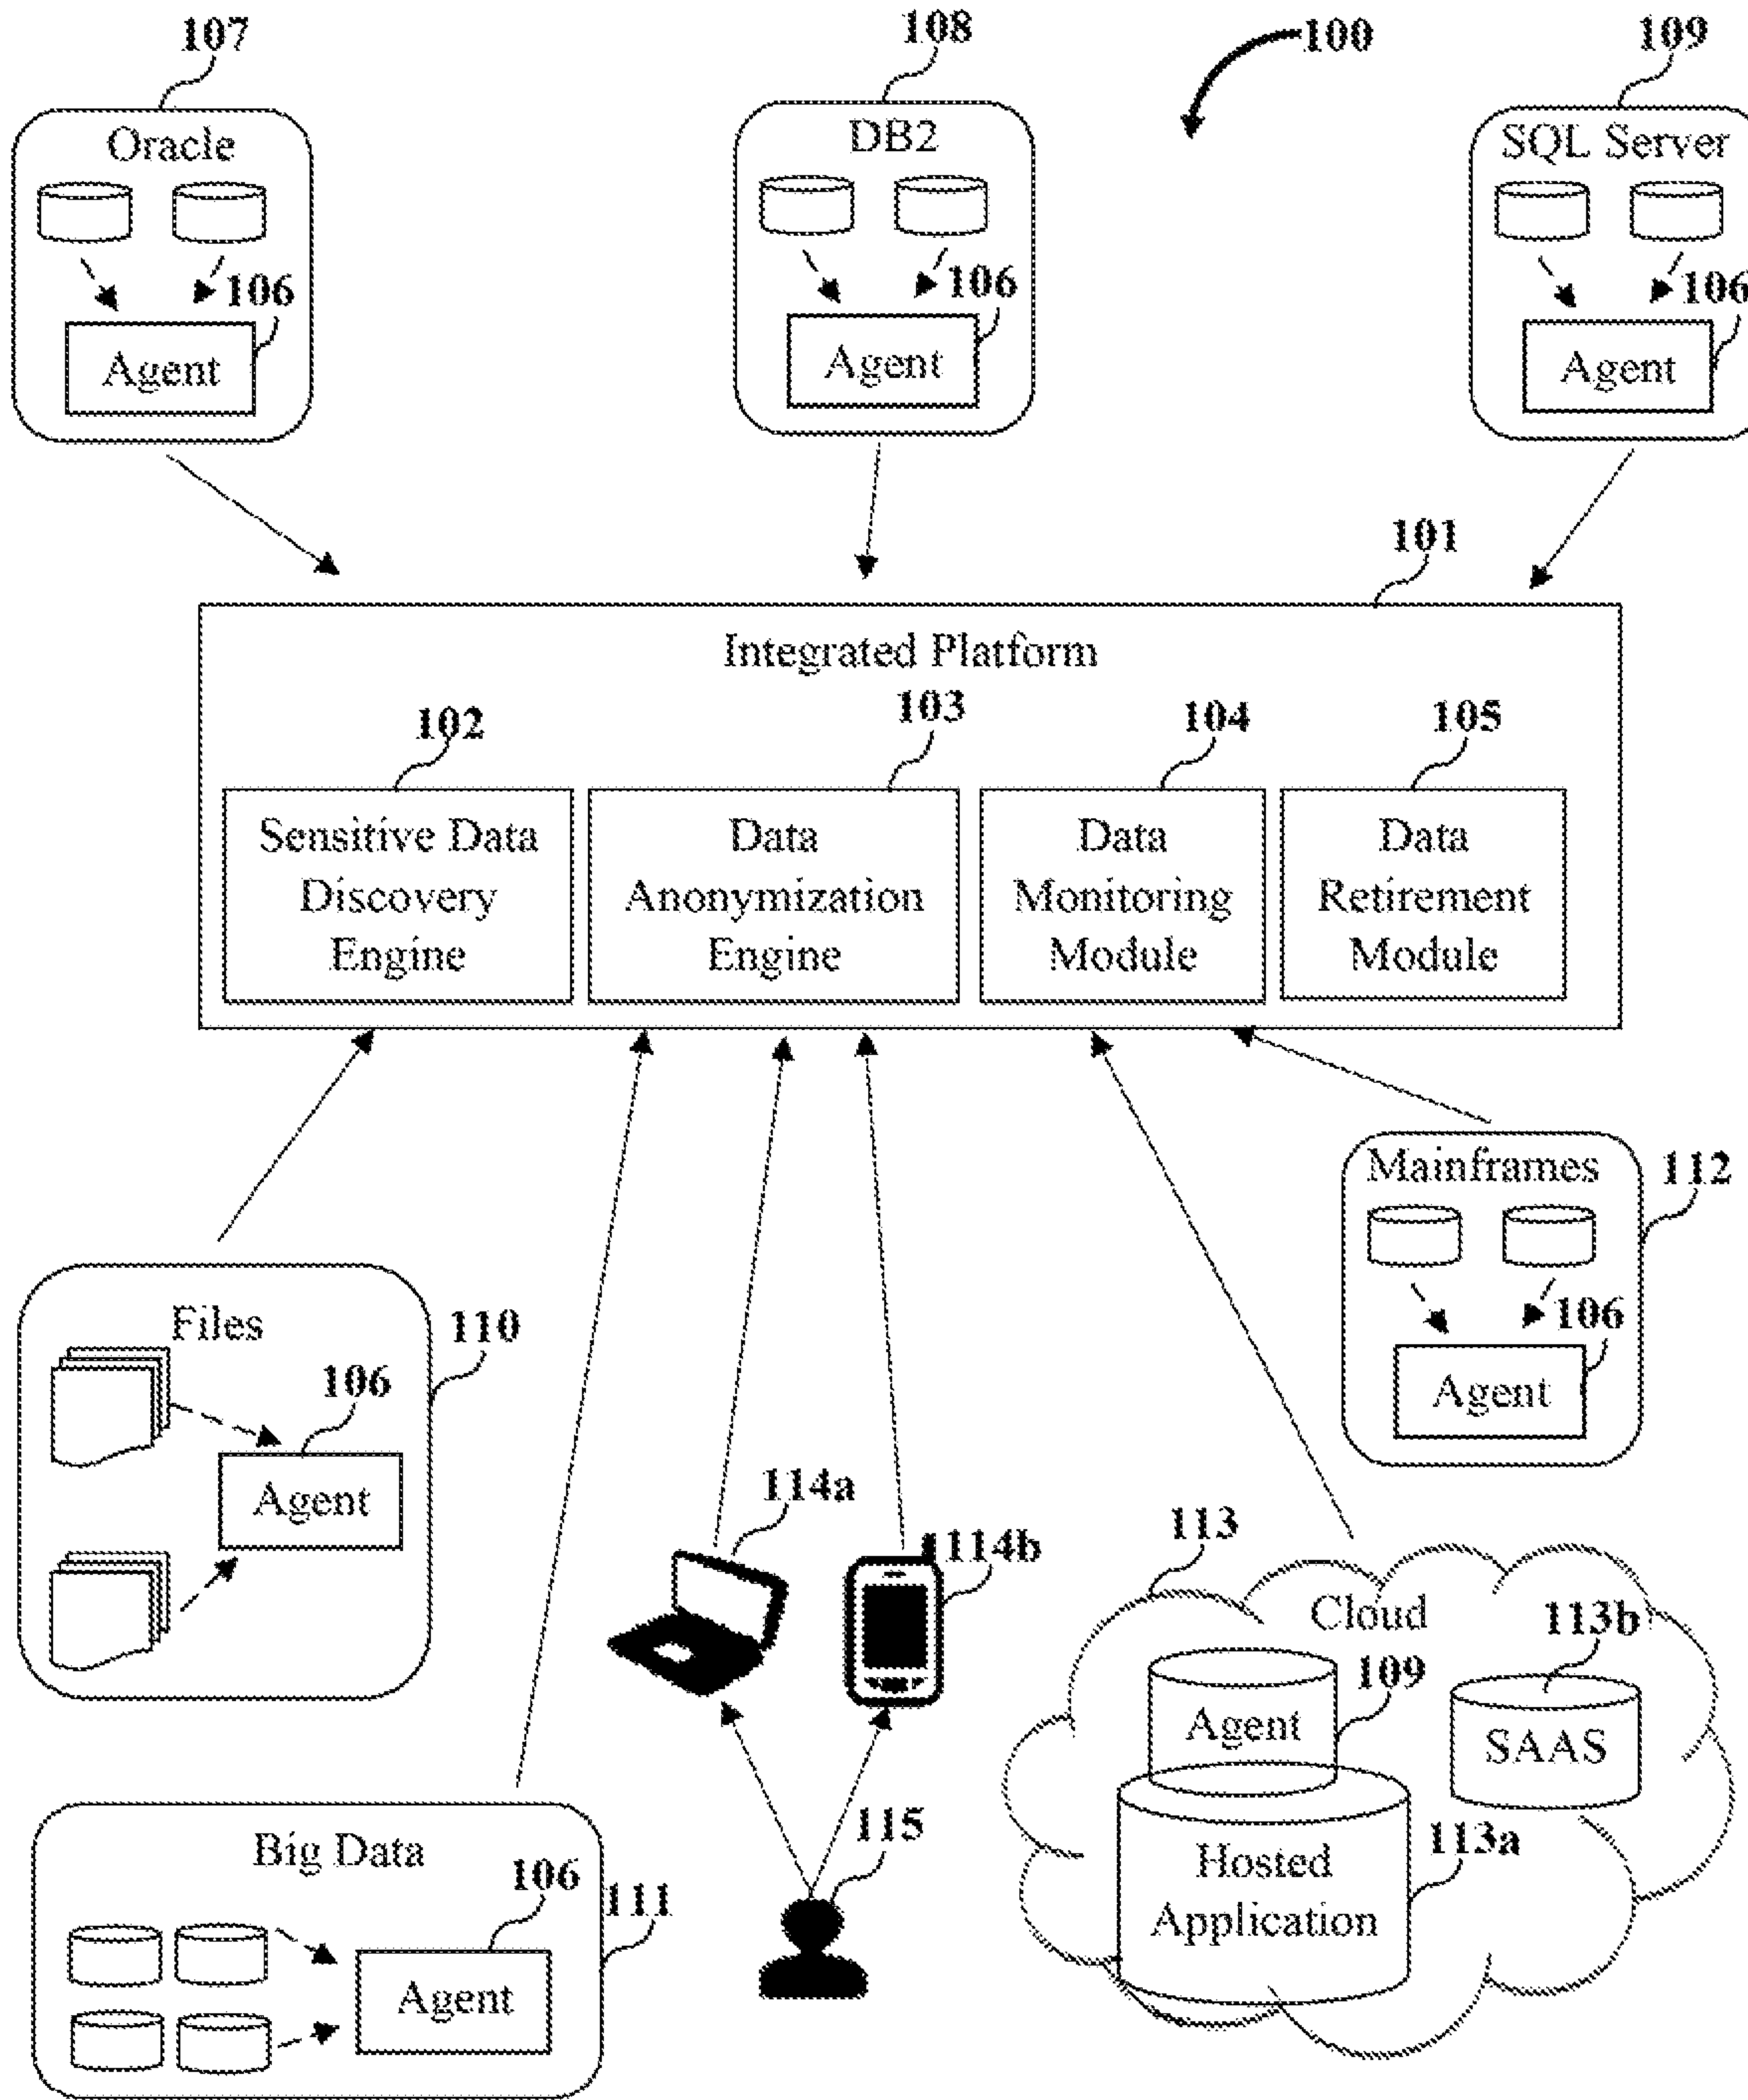 107
108
100
109
Oracle
DB2
SQL Server
106
106
106
Agent
Agent
Agent
101
Integrated Platform
102
103
104
105
Sensitive Data
Discovery
Engine
Data
Anonymization
Engine
Data
Monitoring
Module
Data
Retirement
Module
Mainframes
112
106
Agent
Files
110
106
Agent
114a
114b
113
Cloud
113b
109
Agent
SAAS
115
113a
Hosted
Application
Big Data
106
111
Agent